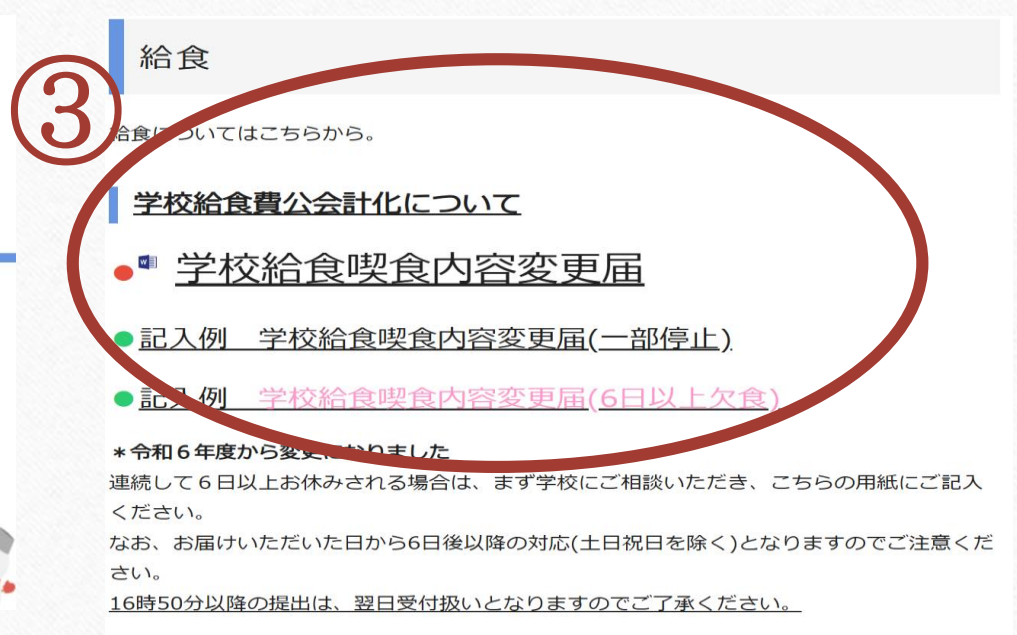 ③
給食
給食についてはこちらから。
学校給食費公会計化について
学校給食喫食内容変更届
記入例　学校給食喫食内容変更届(一部停止)
記入例　学校給食喫食内容変更届(6日以上欠食)
*令和6年度から変更になりました
連続して6日以上お休みされる場合は、まず学校にご相談いただき、こちらの用紙にご記入
ください。
なお、お届けいただいた日から6日後以降の対応(土日祝日を除く)となりますのでご注意くだ
さい。
16時50分以降の提出は、翌日受付扱いとなりますのでご了承ください。